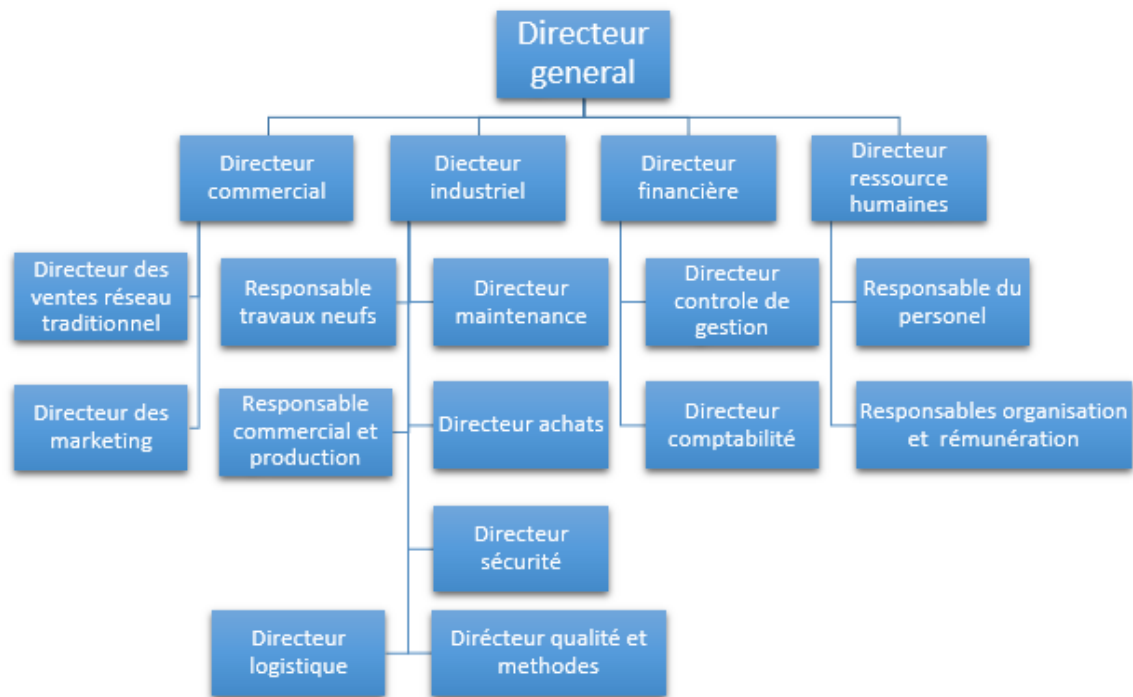 Directeur
general
Directeur
commercial
Diecteur
industriel
Directeur
financière
Directeur
ressource
humaines
Directeur des
ventes réseau
traditionnel
Responsable
travaux neufs
Directeur
maintenance
Directeur
controle de
gestion
Responsable du
personel
Directeur des
marketing
Responsable
commercial et
production
Directeur achats
Directeur
comptabilité
Responsables organisation
et rémunération
Directeur
sécurité
Directeur
logistique
Dirécteur qualité et
methodes